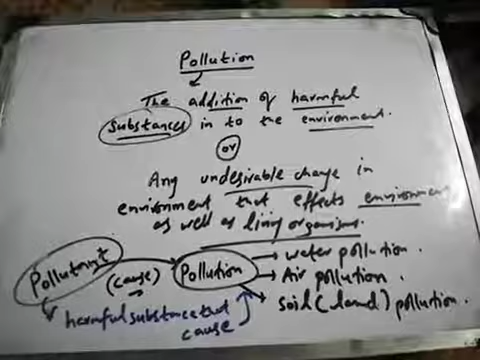 Pollution
The addition of harmful
substances in to the environment.
or
Any undesirable change in
environment that effects environment
as well as living organisms.
Pollutant (cause) Pollution → water pollution.
→ Air pollution.
→ soil (land) pollution.
harmful substance that
cause